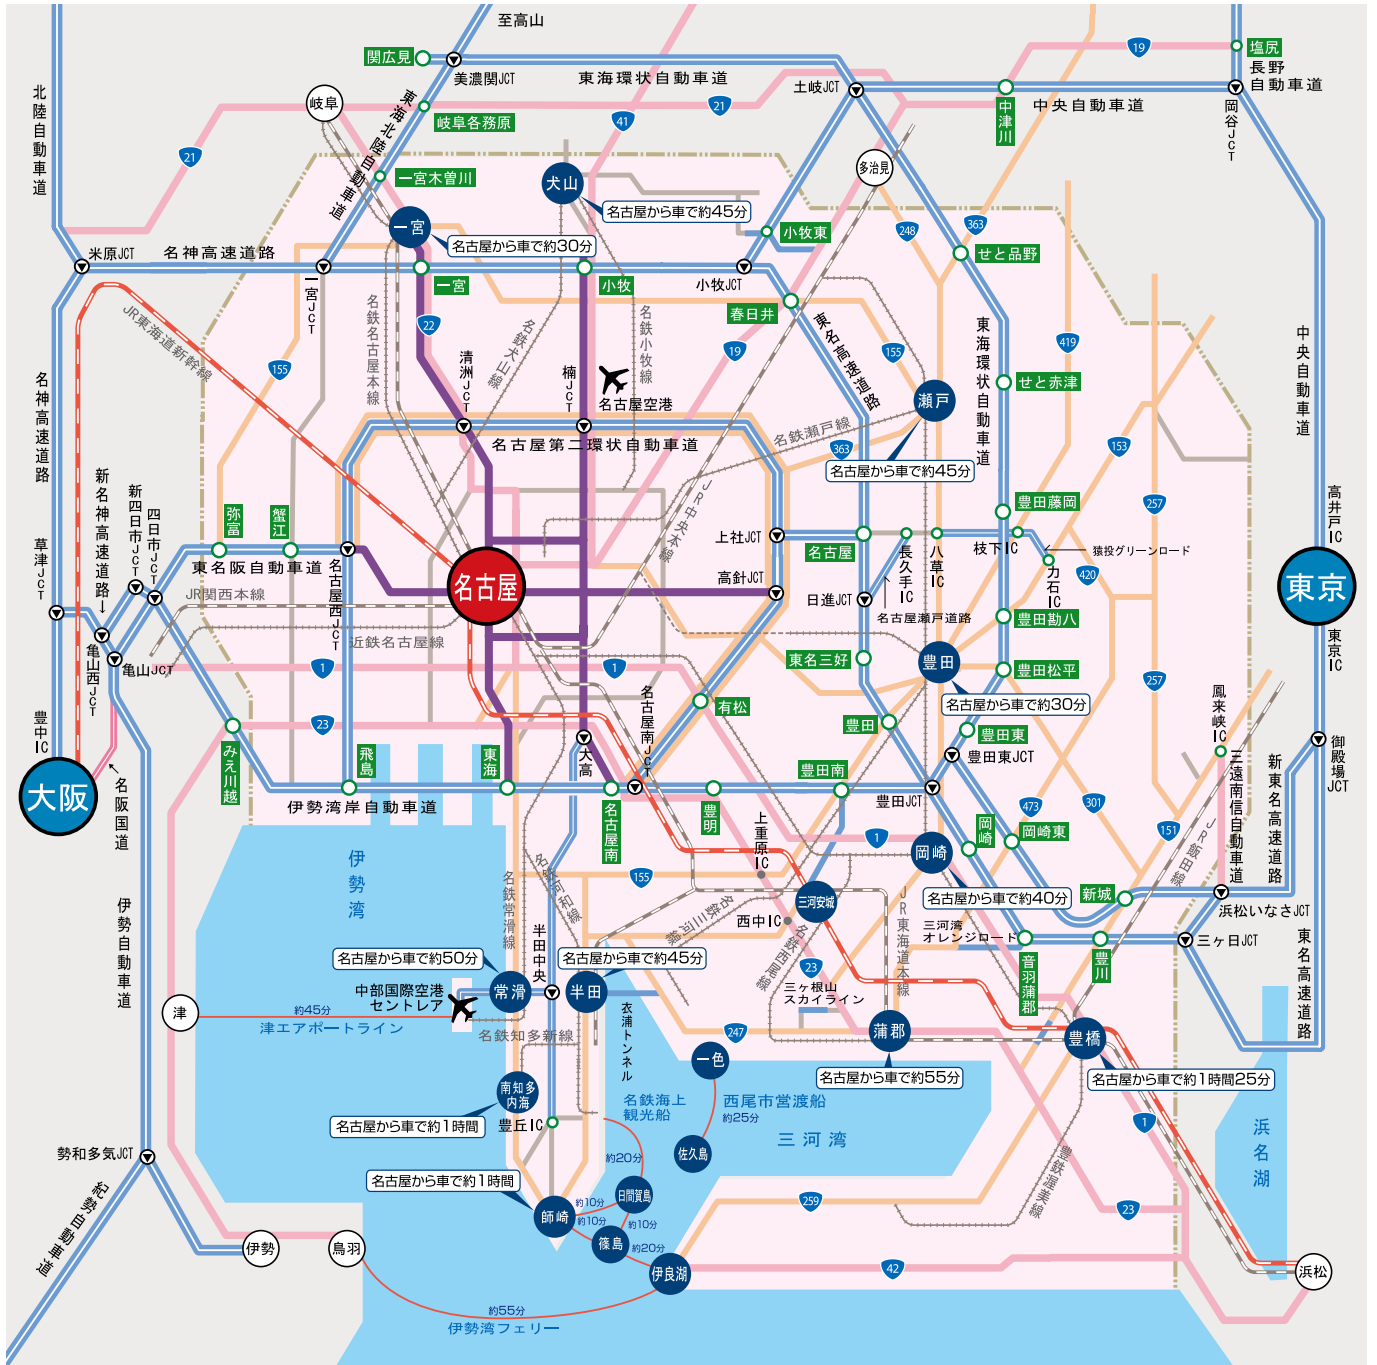 至高山
関広見
美濃関JCT
東海環状自動車道
19
塩尻
長野
自動車道
土岐JCT
中央自動車道
中津川
岡谷JCT
北陸自動車道
岐阜
東海北陸自動車道
岐阜各務原
41
21
21
一宮木曽川
犬山
名古屋から車で約45分
多治見
一宮
名古屋から車で約30分
小牧東
248
363
せと品野
米原JCT
名神高速道路
一宮JCT
一宮
小牧
小牧JCT
春日井
JR東海道新幹線
名鉄名古屋本線
22
名鉄犬山線
名鉄小牧線
東名高速道路
東海環状自動車道
419
中央自動車道
155
清洲JCT
楠JCT
名古屋空港
19
155
せと赤津
瀬戸
名神高速道路
名古屋第二環状自動車道
名鉄瀬戸線
363
名古屋から車で約45分
153
新名神高速道路→
新四日市JCT
四日市JCT
弥富
蟹江
JR中央本線
豊田藤岡
257
高井戸IC
草津JCT
東名阪自動車道
名古屋西JCT
上社JCT
名古屋
長久手IC
八草IC
枝下IC
猿投グリーンロード
力石IC
420
高針JCT
日進JCT
名古屋瀬戸道路
名古屋
東京
JR関西本線
近鉄名古屋線
豊田勘八
亀山西JCT
亀山JCT
1
1
東名三好
豊田
豊田松平
257
東京IC
鳳来峡IC
豊中IC
23
名古屋南JCT
有松
名古屋から車で約30分
豊田
豊田東
豊田東JCT
御殿場JCT
みえ川越
飛島
東海
大高
豊田南
三遠南信自動車道
新東名高速道路
大阪
名阪国道
伊勢湾岸自動車道
名古屋南
豊明
豊田JCT
473
301
151
上重原IC
1
岡崎
岡崎
岡崎東
JR飯田線
伊勢湾
名鉄常滑線
名鉄河和線
155
三河安城
名古屋から車で約40分
新城
浜松いなさJCT
伊勢自動車道
名鉄三河線
西中IC
名鉄西尾線
JR東海道本線
三河湾
オレンジロード
三ヶ日JCT
東名高速道路
半田中央
名古屋から車で約50分
名古屋から車で約45分
23
音羽蒲郡
豊川
中部国際空港
セントレア
常滑
半田
三ヶ根山
スカイライン
津
約45分
津エアポートライン
名鉄知多新線
衣浦トンネル
247
蒲郡
豊橋
一色
名古屋から車で約55分
名古屋から車で約1時間25分
南知多
内海
名鉄海上
観光船
西尾市営渡船
約25分
名古屋から車で約1時間
豊丘IC
三河湾
1
浜名湖
勢和多気JCT
約20分
佐久島
豊鉄渥美線
名古屋から車で約1時間
日間賀島
約10分
紀勢自動車道
師崎
約10分
約10分
篠島
約20分
259
23
伊勢
鳥羽
伊良湖
42
浜松
約55分
伊勢湾フェリー